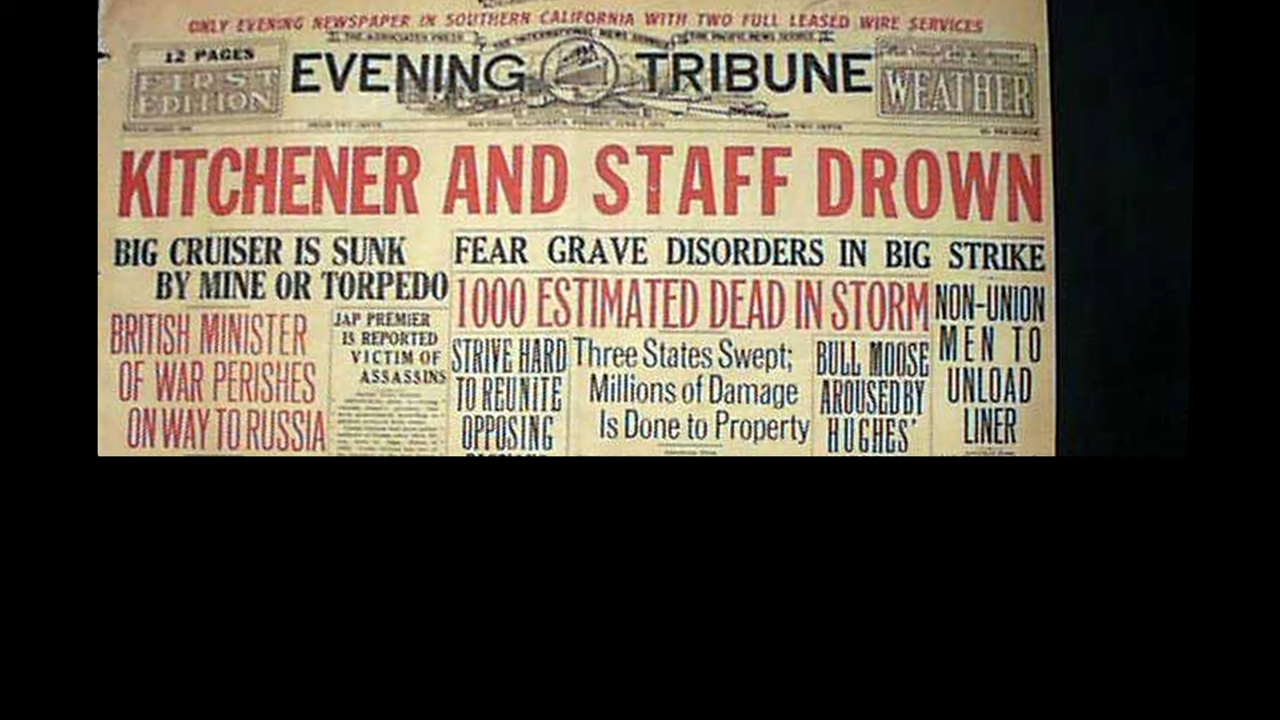 ONLY EVENING NEWSPAPER IN SOUTHERN CALIFORNIA WITH TWO FULL LEASED WIRE SERVICES
12 PAGES
FIRST
EDITION
EVENING TRIBUNE
WEATHER
KITCHENER AND STAFF DROWN
BIG CRUISER IS SUNK
BY MINE OR TORPEDO
BRITISH MINISTER
OF WAR PERISHES
ON WAY TO RUSSIA
JAP PREMIER
IS REPORTED
VICTIM OF
ASSASSINS
FEAR GRAVE DISORDERS IN BIG STRIKE
1000 ESTIMATED DEAD IN STORM
STRIVE HARD
TO REUNITE
OPPOSING
Three States Swept;
Millions of Damage
Is Done to Property
BULL MOOSE
AROUSED BY
HUGHES'
NON-UNION
MEN TO
UNLOAD
LINER